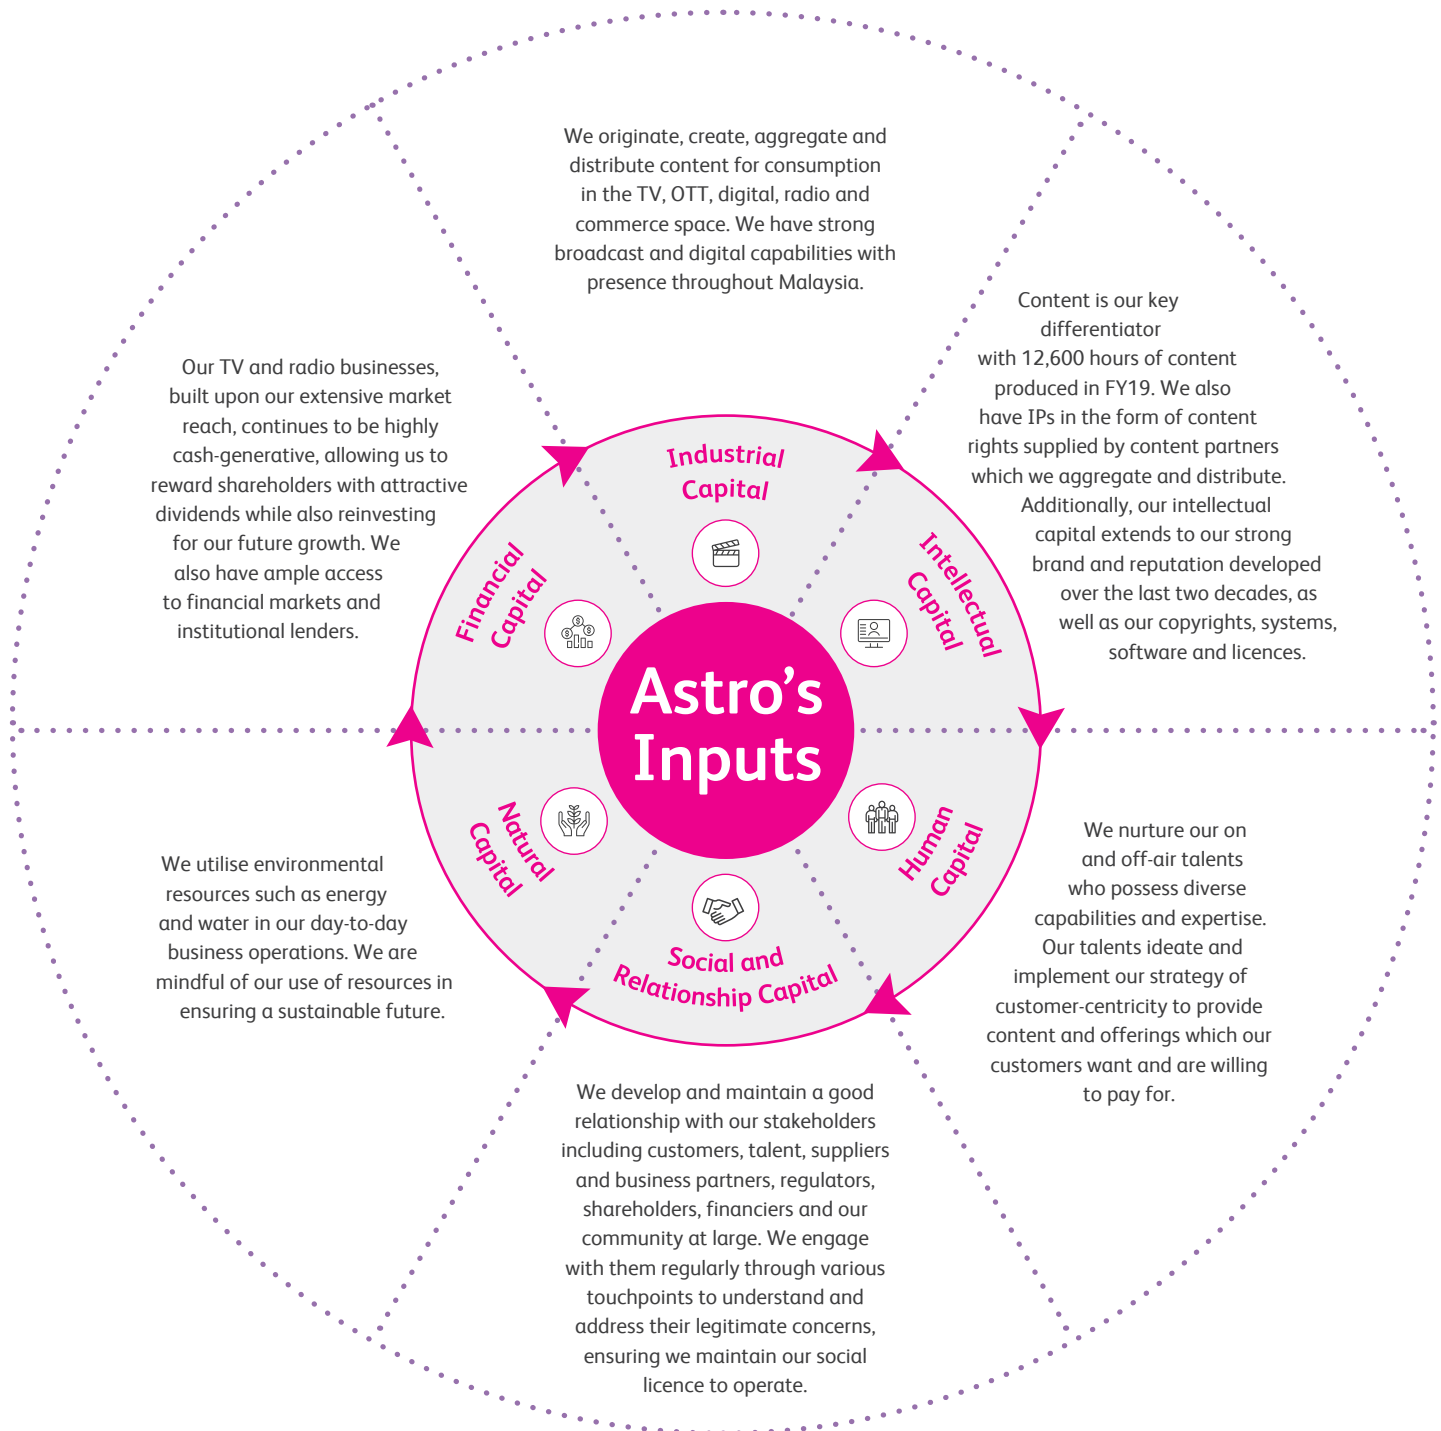 We originate, create, aggregate and
distribute content for consumption
in the TV, OTT, digital, radio and
commerce space. We have strong
broadcast and digital capabilities with
presence throughout Malaysia.
Content is our key
differentiator
with 12,600 hours of content
produced in FY19. We also
have IPs in the form of content
rights supplied by content partners
which we aggregate and distribute.
Additionally, our intellectual
capital extends to our strong
brand and reputation developed
over the last two decades, as
well as our copyrights, systems,
software and licences.
Our TV and radio businesses,
built upon our extensive market
reach, continues to be highly
cash-generative, allowing us to
reward shareholders with attractive
dividends while also reinvesting
for our future growth. We
also have ample access
to financial markets and
institutional lenders.
Industrial
Capital
Intellectual
Capital
Financial
Capital
Astro's
Inputs
Natural
Capital
Human
Capital
Social and
Relationship Capital
We utilise environmental
resources such as energy
and water in our day-to-day
business operations. We are
mindful of our use of resources in
ensuring a sustainable future.
We nurture our on
and off-air talents
who possess diverse
capabilities and expertise.
Our talents ideate and
implement our strategy of
customer-centricity to provide
content and offerings which our
customers want and are willing
to pay for.
We develop and maintain a good
relationship with our stakeholders
including customers, talent, suppliers
and business partners, regulators,
shareholders, financiers and our
community at large. We engage
with them regularly through various
touchpoints to understand and
address their legitimate concerns,
ensuring we maintain our social
licence to operate.